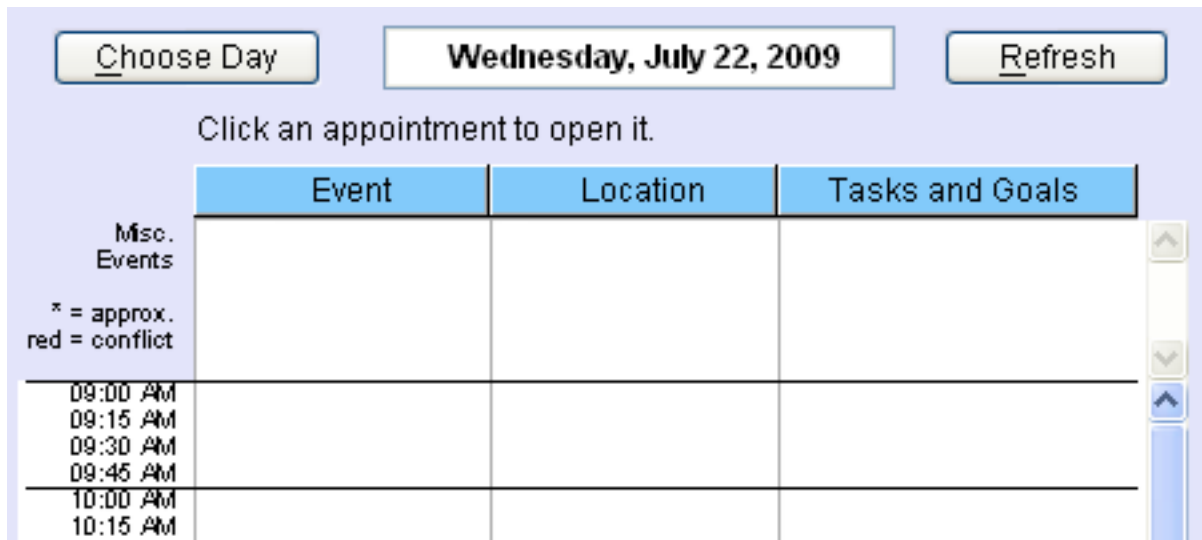 Choose Day Wednesday, July 22, 2009 Refresh
Click an appointment to open it.
Event Location Tasks and Goals
Misc.
Events
* = approx.
red = conflict
09:00 AM
09:15 AM
09:30 AM
09:45 AM
10:00 AM
10:15 AM